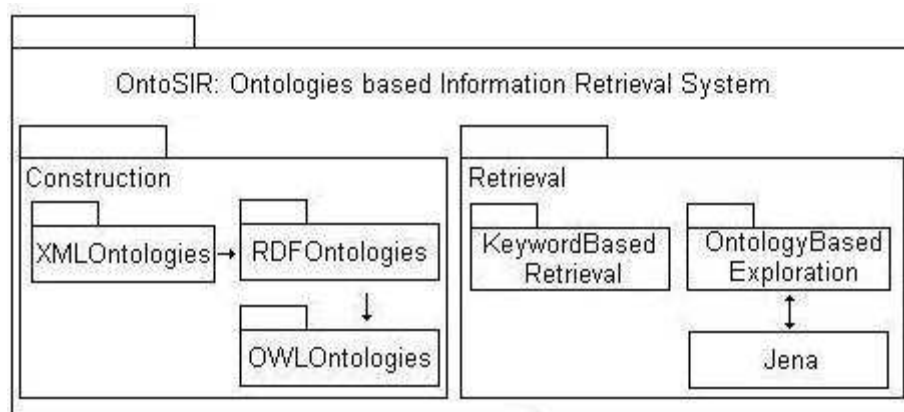 OntoSIR: Ontologies based Information Retrieval System
Construction
XMLOntologies
RDFOntologies
OWLOntologies
Retrieval
KeywordBased
Retrieval
OntologyBased
Exploration
Jena